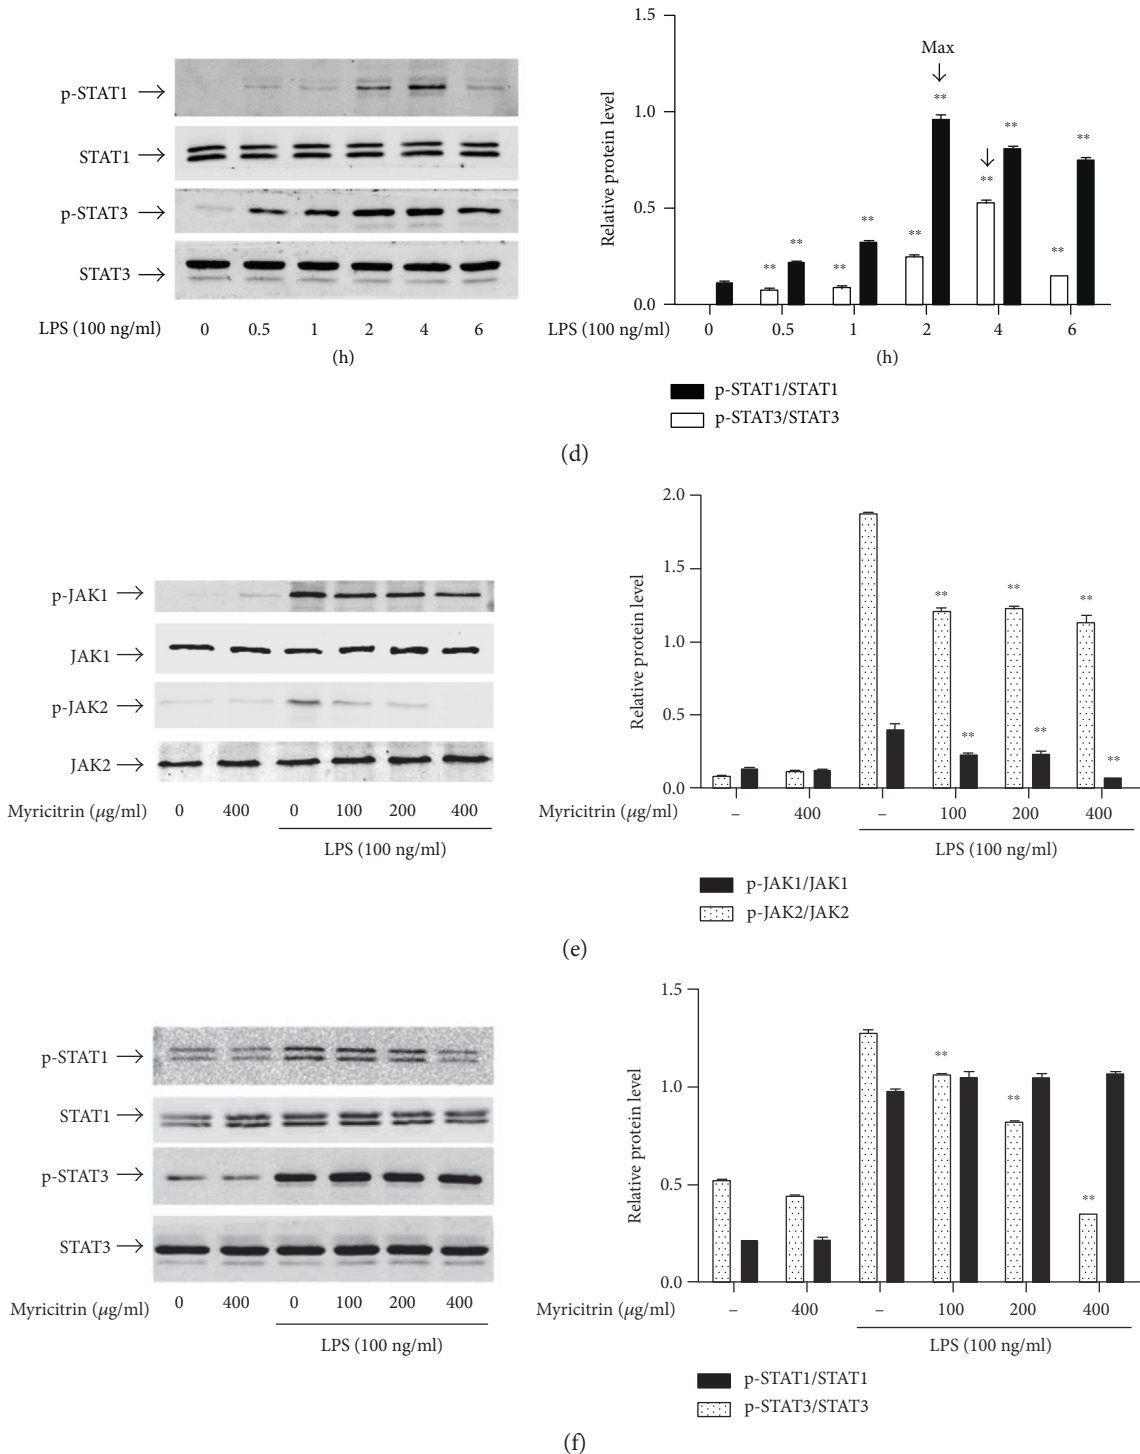 p-STAT1 →
STAT1 →
p-STAT3 →
STAT3 →
LPS (100 ng/ml) 0 0.5 1 2 4 6
(h)
Relative protein level
1.5
1.0
0.5
0.0
Max
** ** ** ** ** ** ** ** ** **
LPS (100 ng/ml) 0 0.5 1 2 4 6
(h)
p-STAT1/STAT1
p-STAT3/STAT3
(d)
p-JAK1 →
JAK1 →
p-JAK2 →
JAK2 →
Myricitrin (μg/ml) 0 400 0 100 200 400
LPS (100 ng/ml)
Relative protein level
2.0
1.5
1.0
0.5
0.0
** ** ** ** ** **
Myricitrin (μg/ml) – 400 – 100 200 400
LPS (100 ng/ml)
p-JAK1/JAK1
p-JAK2/JAK2
(e)
p-STAT1 →
STAT1 →
p-STAT3 →
STAT3 →
Myricitrin (μg/ml) 0 400 0 100 200 400
LPS (100 ng/ml)
Relative protein level
1.5
1.0
0.5
0.0
** ** **
Myricitrin (μg/ml) – 400 – 100 200 400
LPS (100 ng/ml)
p-STAT1/STAT1
p-STAT3/STAT3
(f)